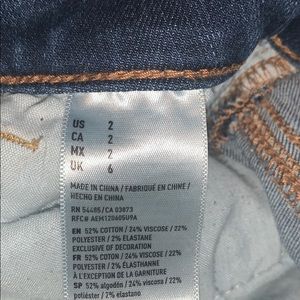 US 2
CA 2
MX 2
UK 6
MADE IN CHINA / FABRIQUÉ EN CHINE /
HECHO EN CHINA
RN 54485/CA 03873
RFC# AEM120405U9A
EN 52% COTTON / 24% VISCOSE / 22%
POLYESTER / 2% ELASTANE
EXCLUSIVE OF DECORATION
FR 52% COTON / 24% VISCOSE / 22%
POLYESTER / 2% ÉLASTHANNE
À L'EXCEPTION DE LA GARNITURE
SP 52% algodón / 24% viscosa / 22%
poliéster / 2% elastano